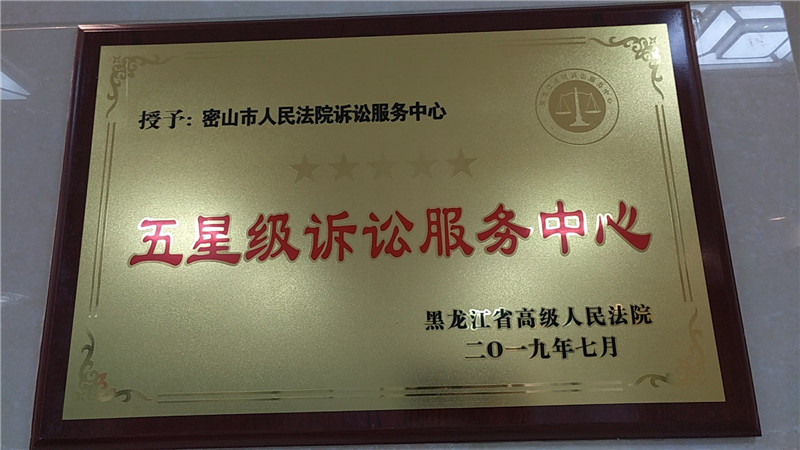 授予：密山市人民法院诉讼服务中心
五星级诉讼服务中心
黑龙江省高级人民法院
二O一九年七月